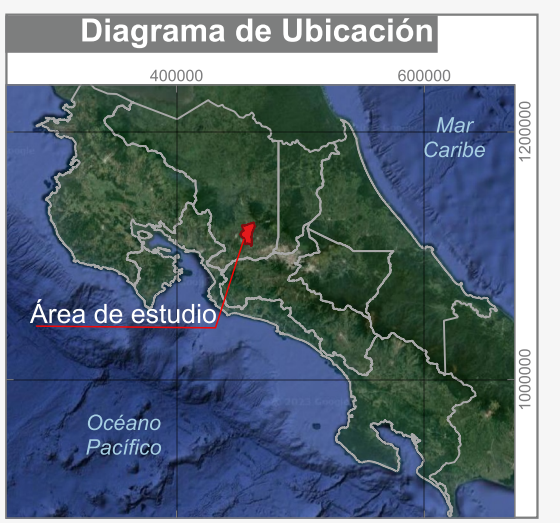 Diagrama de Ubicación
400000
600000
Mar
Caribe
1200000
Área de estudio
1000000
Océano
Pacífico